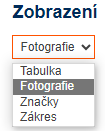 Zobrazení
Fotografie
Tabulka
Fotografie
Značky
Zákres